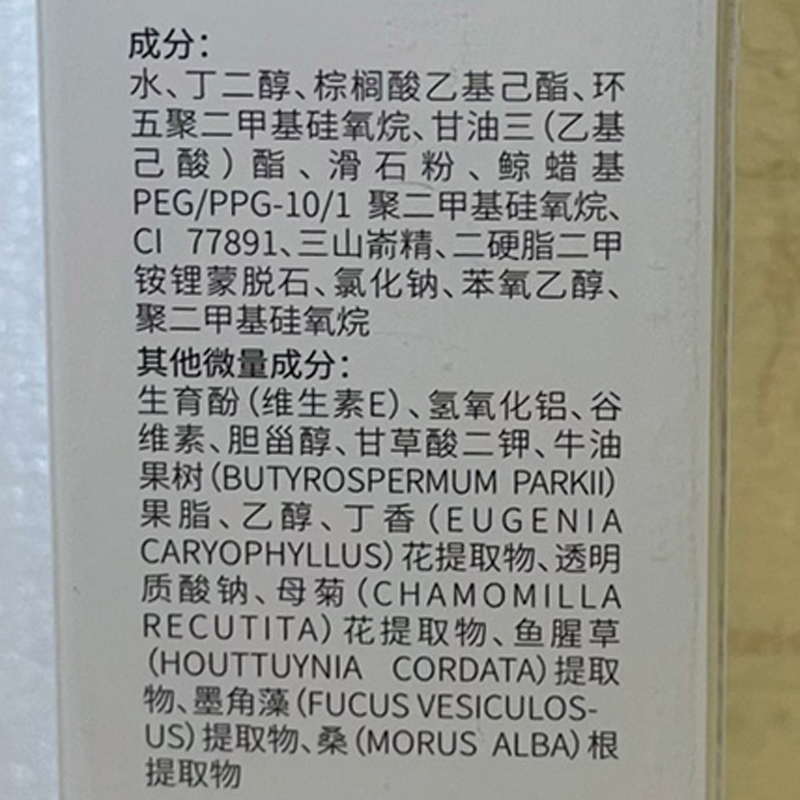 成分：
水、丁二醇、棕榈酸乙基己酯、环
五聚二甲基硅氧烷、甘油三（乙基
己酸）酯、滑石粉、鲸蜡基
PEG/PPG-10/1 聚二甲基硅氧烷、
CI 77891、三山嵛精、二硬脂二甲
铵锂蒙脱石、氯化钠、苯氧乙醇、
聚二甲基硅氧烷
其他微量成分：
生育酚（维生素E）、氢氧化铝、谷
维素、胆甾醇、甘草酸二钾、牛油
果树（BUTYROSPERMUM PARKII）
果脂、乙醇、丁香（EUGENIA
CARYOPHYLLUS）花提取物、透明
质酸钠、母菊（CHAMOMILLA
RECUTITA）花提取物、鱼腥草
（HOUTTUYNIA CORDATA）提取
物、墨角藻（FUCUS VESICULOS-
US）提取物、桑（MORUS ALBA）根
提取物